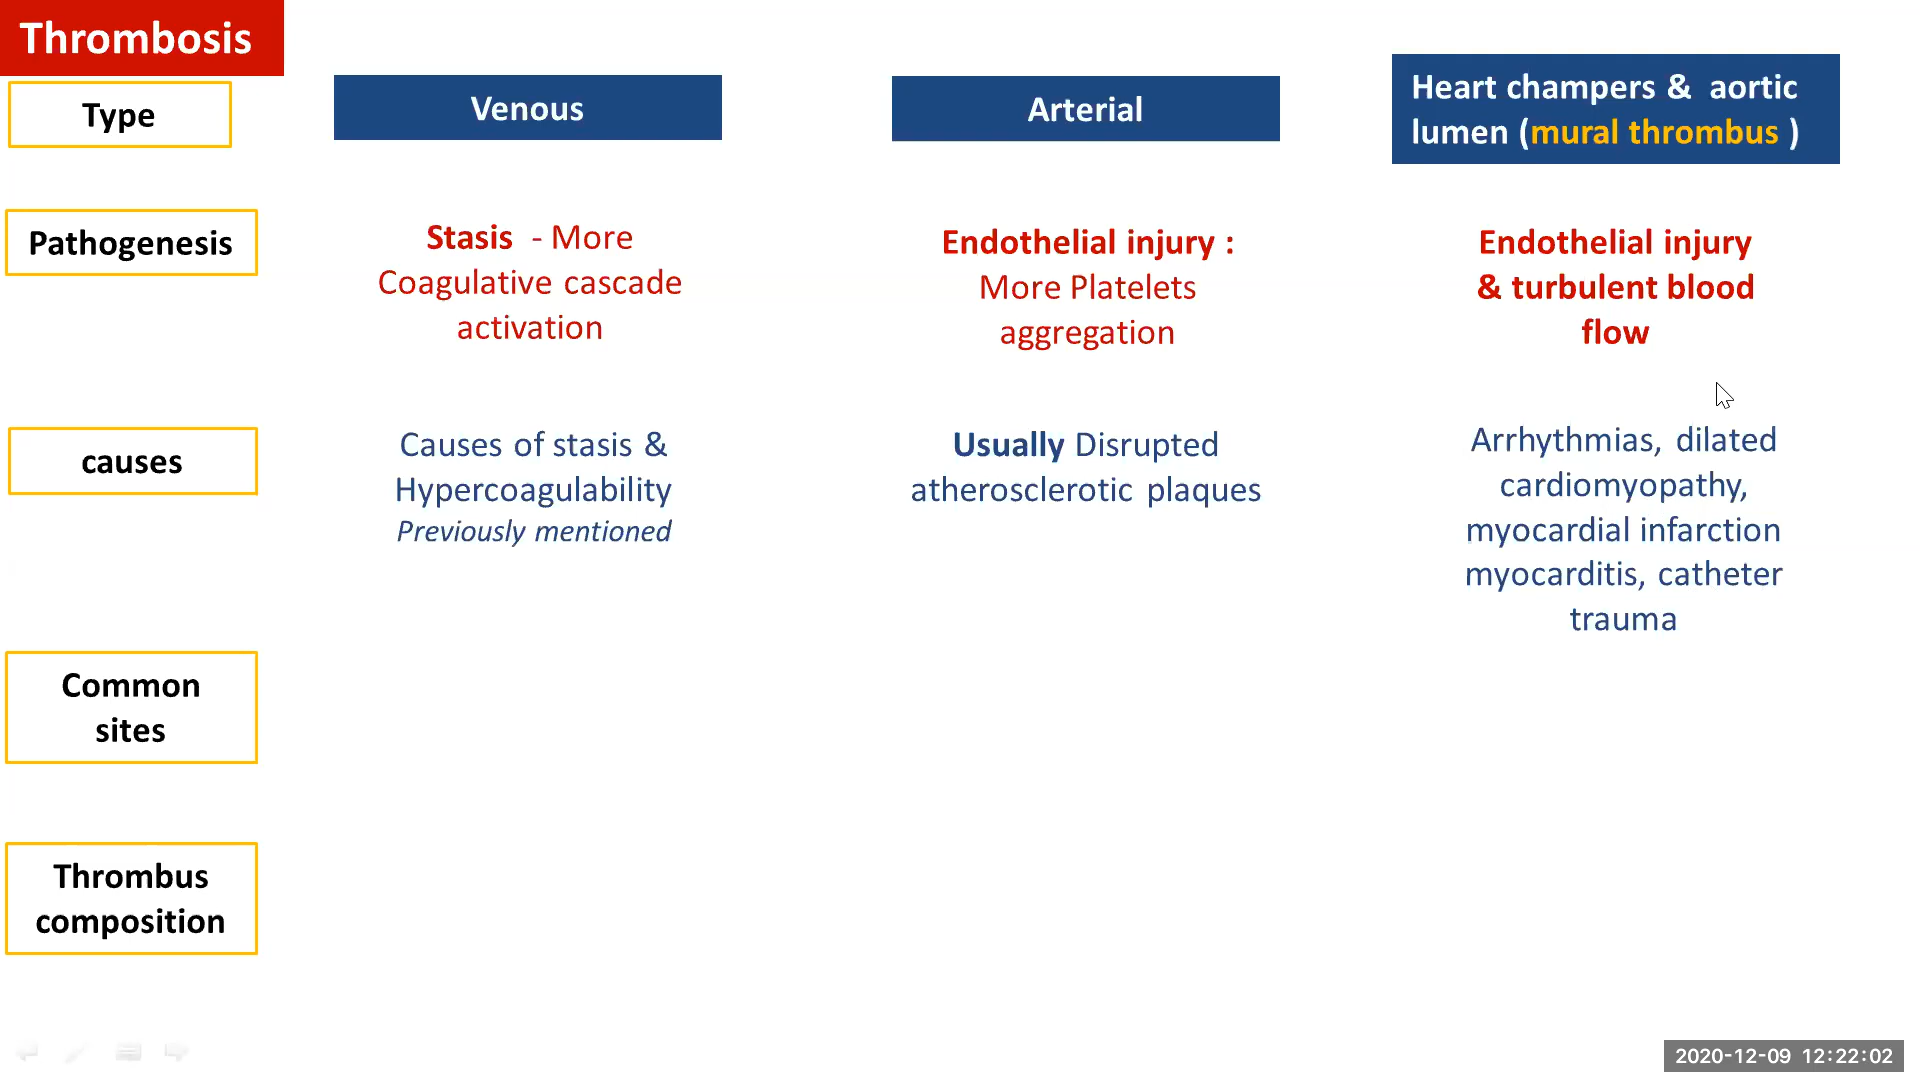 Thrombosis
Type
Venous
Arterial
Heart champers & aortic
lumen (mural thrombus )
Pathogenesis
Stasis - More
Coagulative cascade
activation
Endothelial injury :
More Platelets
aggregation
Endothelial injury
& turbulent blood
flow
causes
Causes of stasis &
Hypercoagulability
Previously mentioned
Usually Disrupted
atherosclerotic plaques
Arrhythmias, dilated
cardiomyopathy,
myocardial infarction
myocarditis, catheter
trauma
Common
sites
Thrombus
composition
2020-12-09 12:22:02